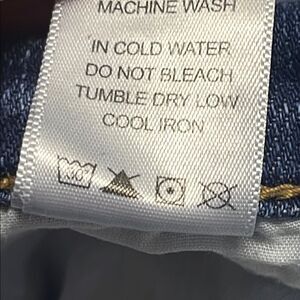 MACHINE WASH
IN COLD WATER
DO NOT BLEACH
TUMBLE DRY LOW
COOL IRON